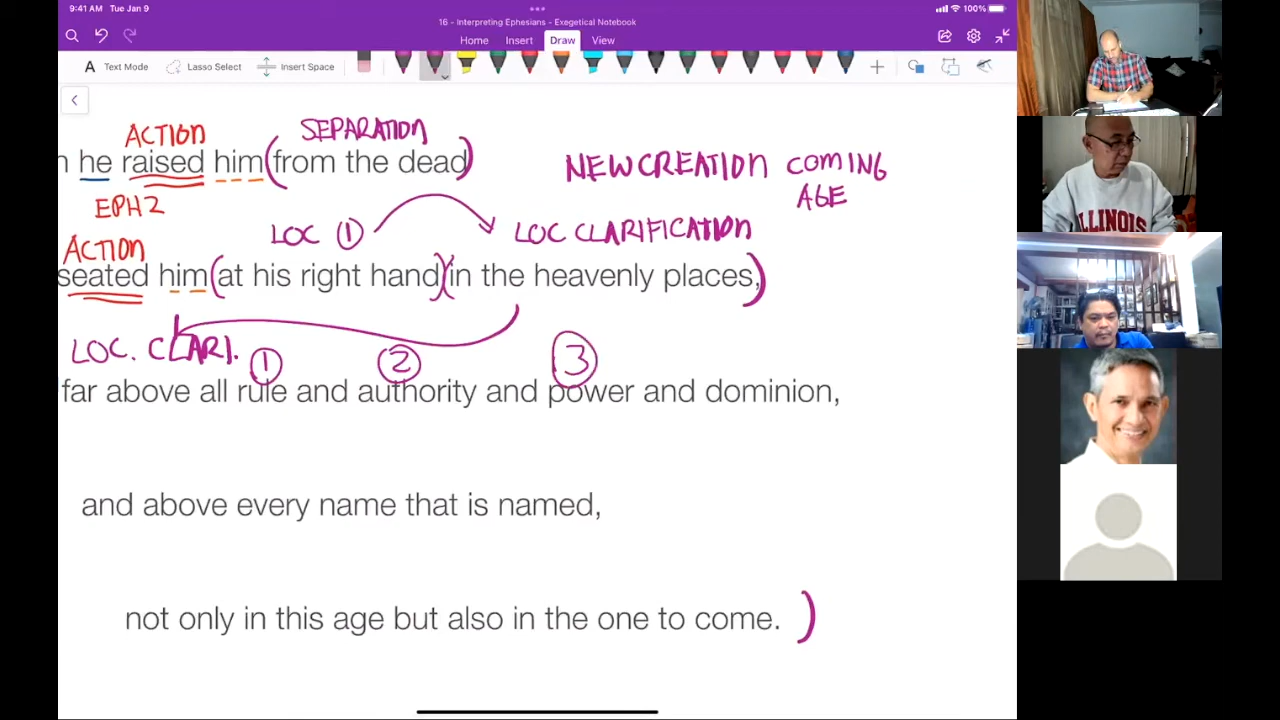 9:41 AM Tue Jan 9
100%
16 - Interpreting Ephesians - Exegetical Notebook
Home Insert Draw View
A Text Mode Lasso Select Insert Space
ACTION SEPARATION
he raised him (from the dead) NEW CREATION COMING
AGE
EPH 2
LOC 1 LOC CLARIFICATION
ACTION
seated him (at his right hand)(in the heavenly places,)
LOC. CLARI. 1 2 3
far above all rule and authority and power and dominion,
and above every name that is named,
not only in this age but also in the one to come. )
ILLINOIS